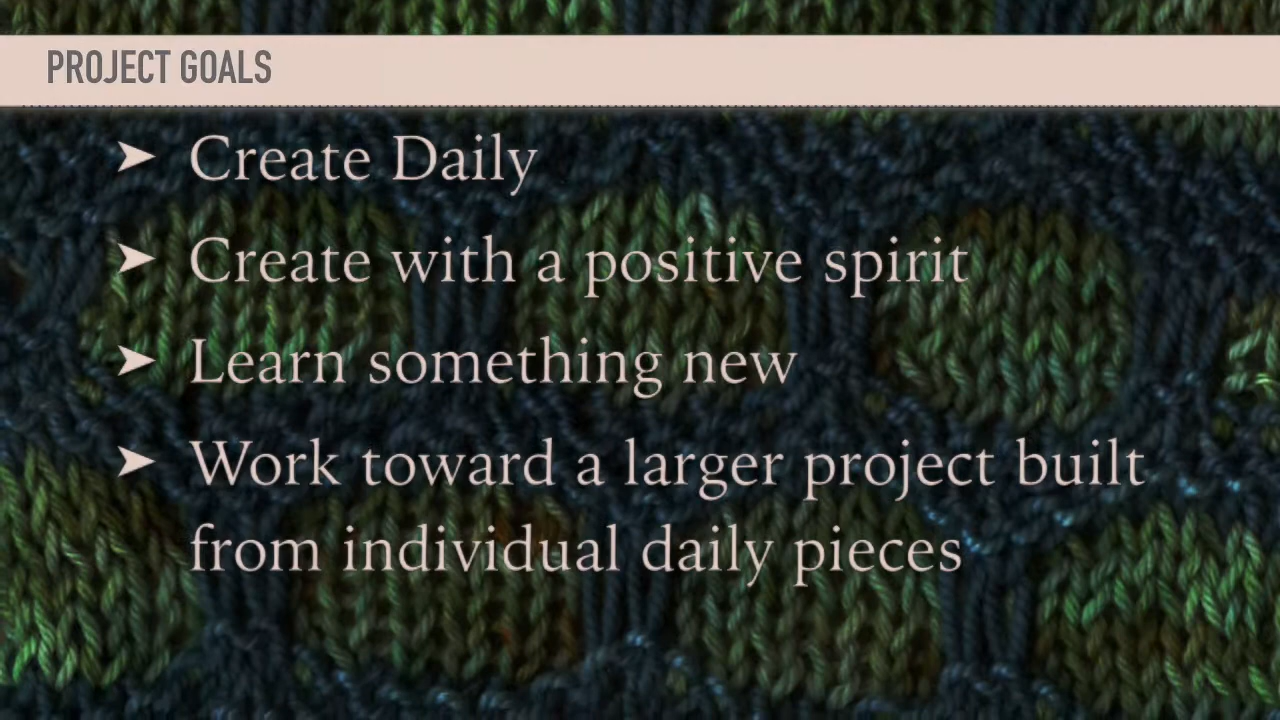 PROJECT GOALS
➤ Create Daily
➤ Create with a positive spirit
➤ Learn something new
➤ Work toward a larger project built
from individual daily pieces